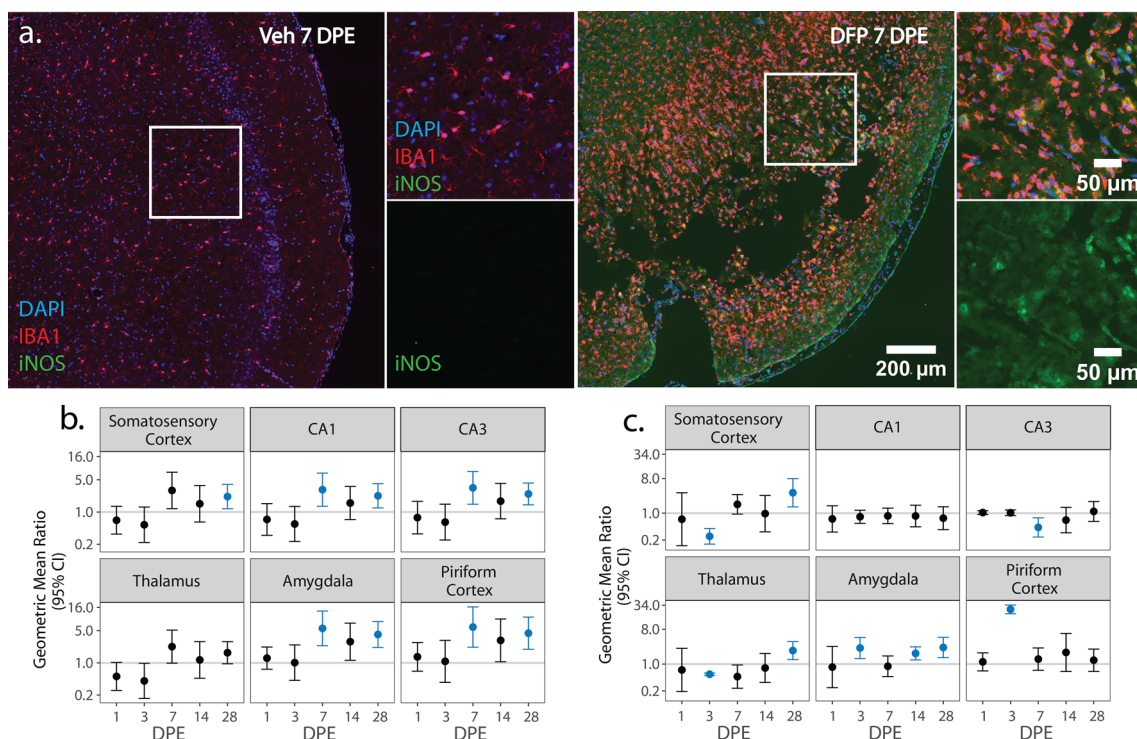 a.
Veh 7 DPE
DAPI
IBA1
iNOS
DAPI
IBA1
iNOS
iNOS
DFP 7 DPE
200 µm
50 µm
50 µm
b.
Geometric Mean Ratio
(95% CI)
Somatosensory
Cortex
CA1
CA3
16.0
5.0
1.0
0.2
Thalamus
Amygdala
Piriform
Cortex
16.0
5.0
1.0
0.2
1 3 7 14 28
1 3 7 14 28
1 3 7 14 28
DPE
DPE
DPE
c.
Geometric Mean Ratio
(95% CI)
Somatosensory
Cortex
CA1
CA3
34.0
8.0
1.0
0.2
Thalamus
Amygdala
Piriform
Cortex
34.0
8.0
1.0
0.2
1 3 7 14 28
1 3 7 14 28
1 3 7 14 28
DPE
DPE
DPE